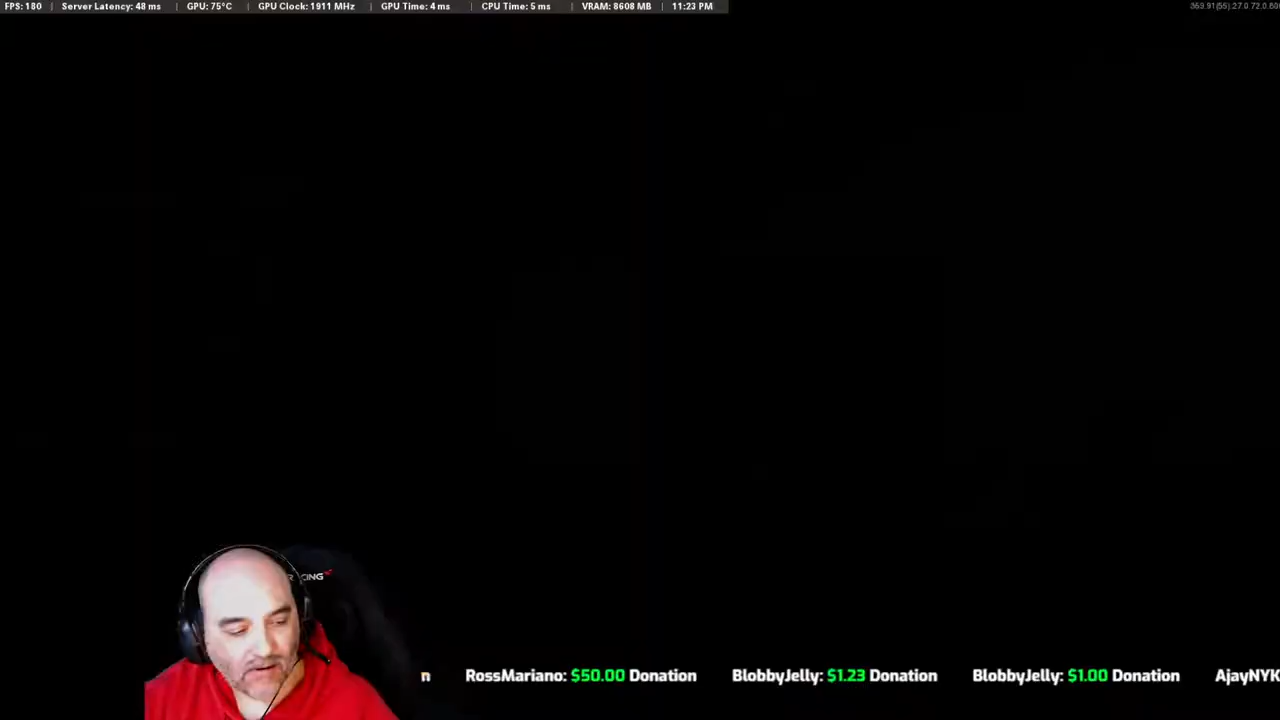 FPS: 180 | Server Latency: 48 ms | GPU: 75°C | GPU Clock: 1911 MHz | GPU Time: 4 ms | CPU Time: 5 ms | VRAM: 8608 MB | 11:23 PM
n RossMariano: $50.00 Donation BlobbyJelly: $1.23 Donation BlobbyJelly: $1.00 Donation AjayNYK